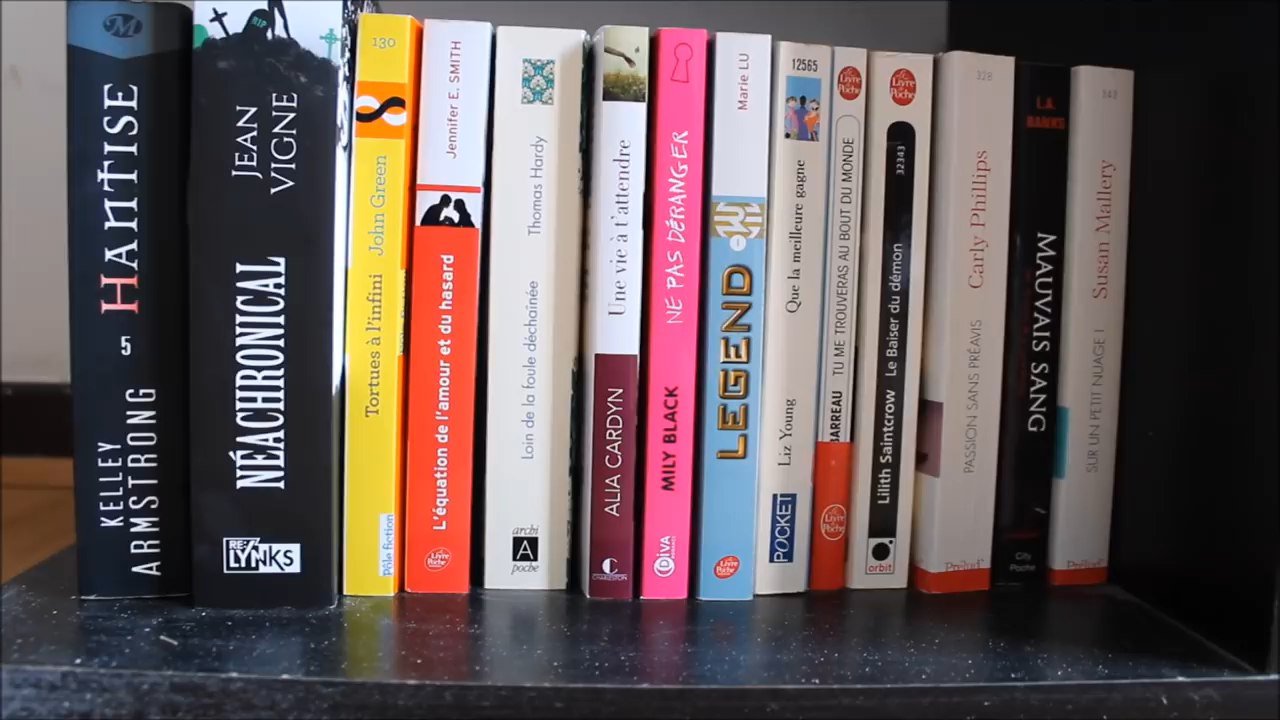 M
HANTISE
5
KELLEY
ARMSTRONG
RIP
JEAN
VIGNE
NÉACHRONICAL
RE:
LYNKS
130
John Green
Tortues à l'infini
Pôle fiction
Jennifer E. SMITH
L'équation de l'amour et du hasard
Le Livre de Poche
Thomas Hardy
Loin de la foule déchaînée
archi
A
poche
Une vie à t'attendre
ALIA CARDYN
C
CHARLESTON
NE PAS DÉRANGER
MILY BLACK
DIVA
ROMANCE
Marie LU
LEGEND
Le Livre de Poche
12565
Que la meilleure gagne
Liz Young
POCKET
Le Livre de Poche
TU ME TROUVERAS AU BOUT DU MONDE
BARREAU
Le Livre de Poche
Le Livre de Poche
32343
Le Baiser du démon
Lilith Saintcrow
orbit
228
Carly Phillips
PASSION SANS PRÉAVIS
Prélud'
L.A.
BANKS
MAUVAIS SANG
City
Poche
143
Susan Mallery
SUR UN PETIT NUAGE !
Prélud'